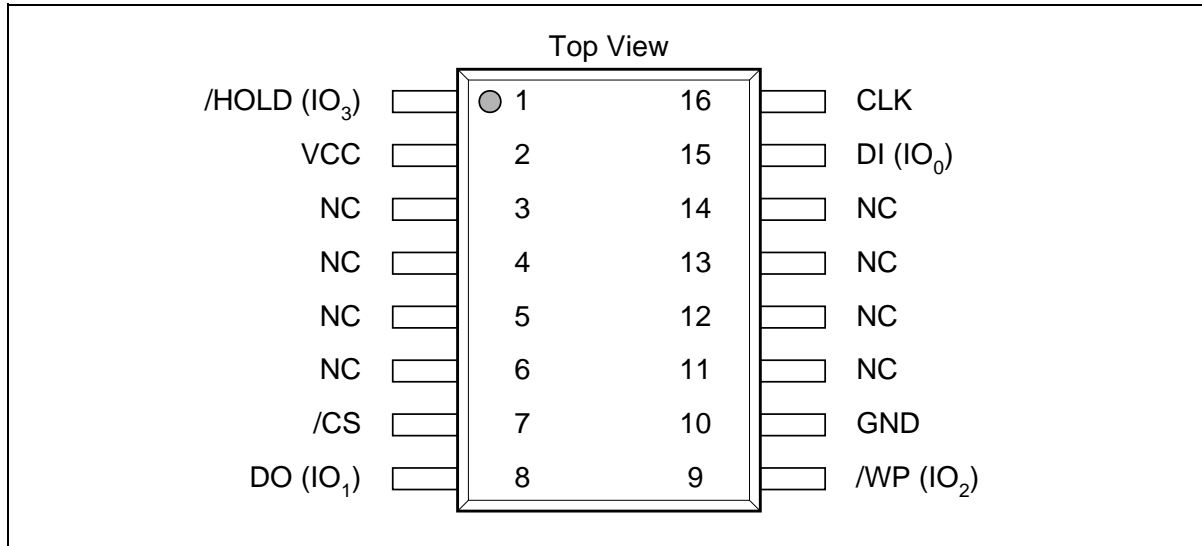 Top View
/HOLD (IO3) 1 16 CLK
VCC 2 15 DI (IO0)
NC 3 14 NC
NC 4 13 NC
NC 5 12 NC
NC 6 11 NC
/CS 7 10 GND
DO (IO1) 8 9 /WP (IO2)